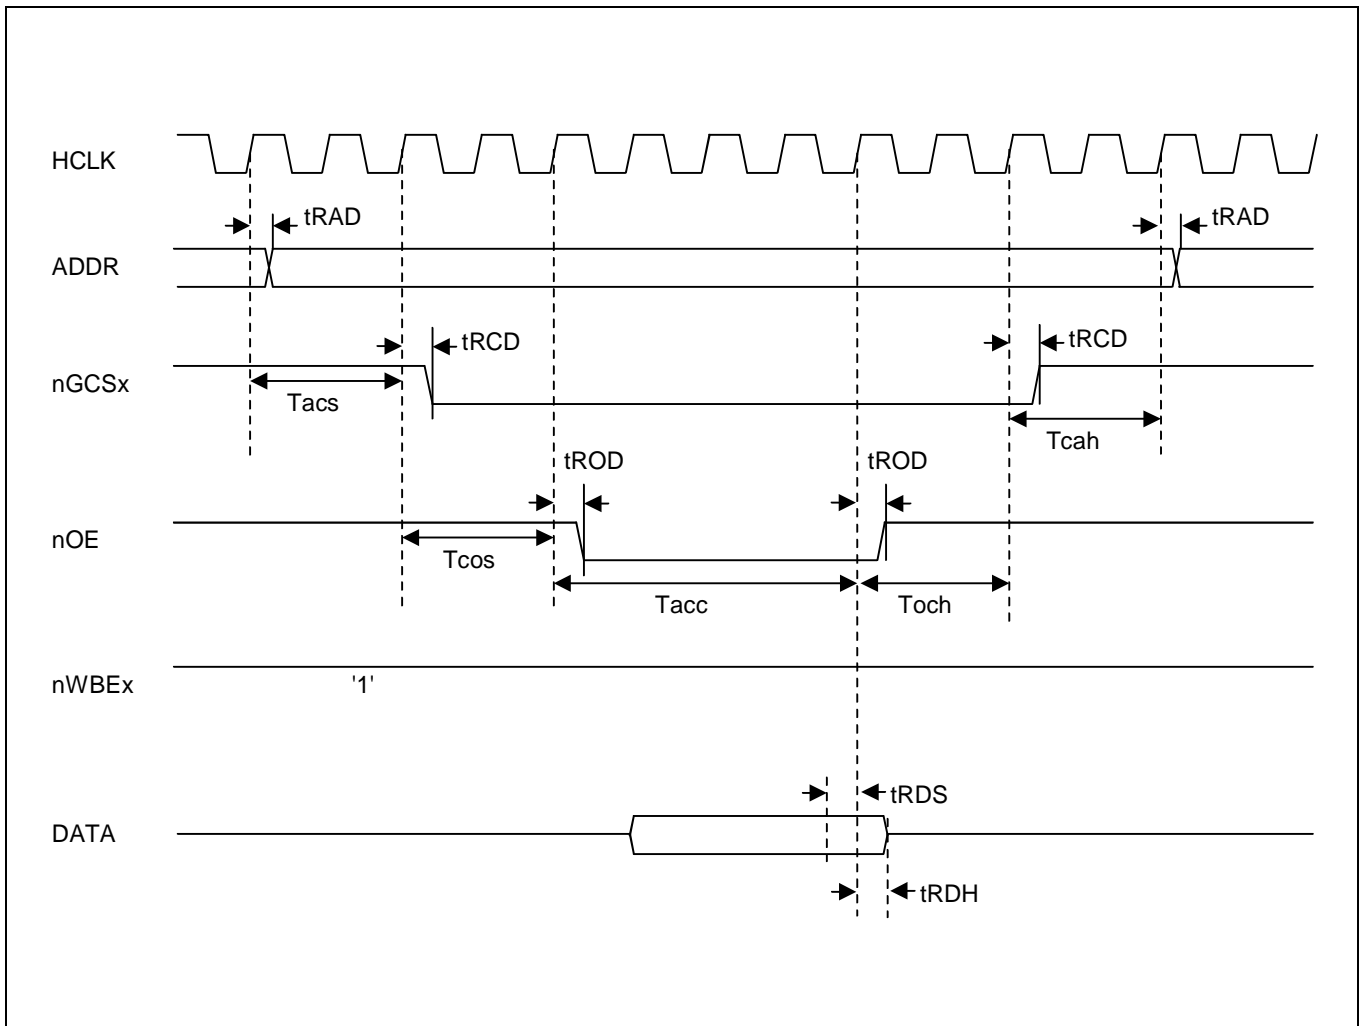 HCLK
tRAD
tRAD
ADDR
tRCD
tRCD
nGCSx
Tacs
Tcah
tROD
tROD
nOE
Tcos
Tacc
Toch
nWBEx
'1'
tRDS
DATA
tRDH